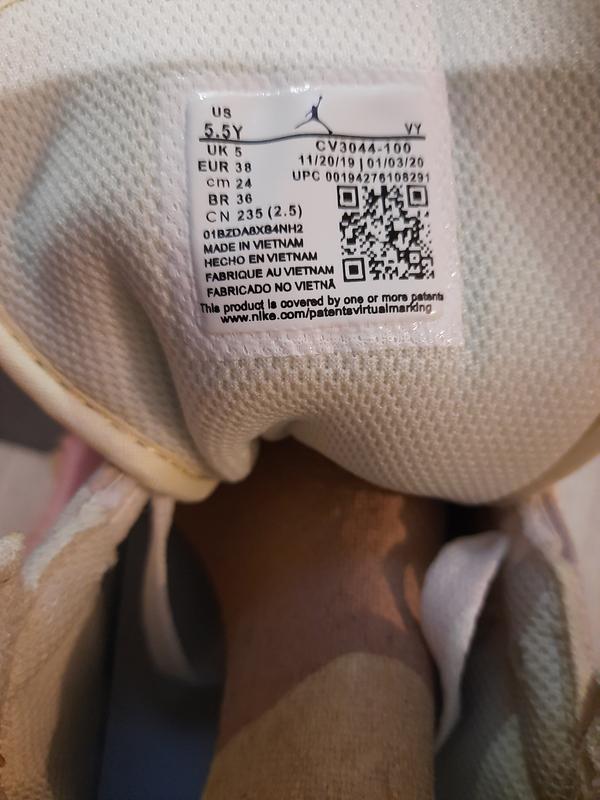 US
5.5Y
VY
UK 5
CV3044-100
EUR 38
11/20/19 | 01/03/20
cm 24
UPC 00194276108291
BR 36
CN 235 (2.5)
01BZDA8XB4NH2
MADE IN VIETNAM
HECHO EN VIETNAM
FABRIQUE AU VIETNAM
FABRICADO NO VIETNÃ
This product is covered by one or more patents
www.nike.com/patentsvirtualmarking